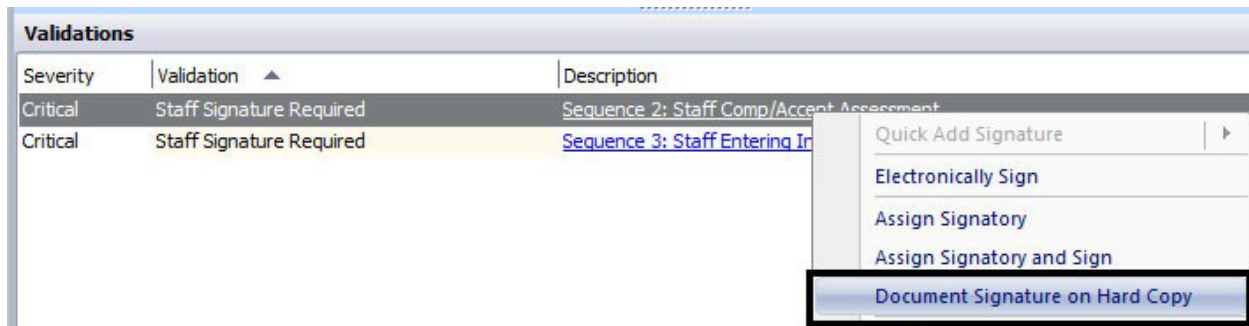 Validations
Severity Validation Description
Critical Staff Signature Required Sequence 2: Staff Comp/Accept Assessment
Critical Staff Signature Required Sequence 3: Staff Entering
Quick Add Signature
Electronically Sign
Assign Signatory
Assign Signatory and Sign
Document Signature on Hard Copy